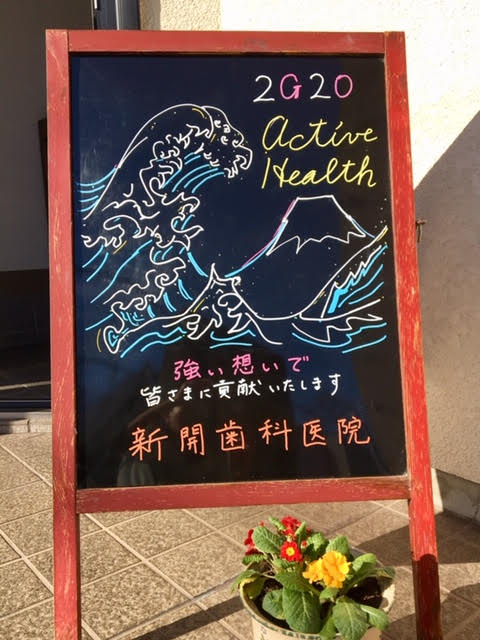 2G20
Active
Health
強い想いで
皆さまに貢献いたします
新開歯科医院